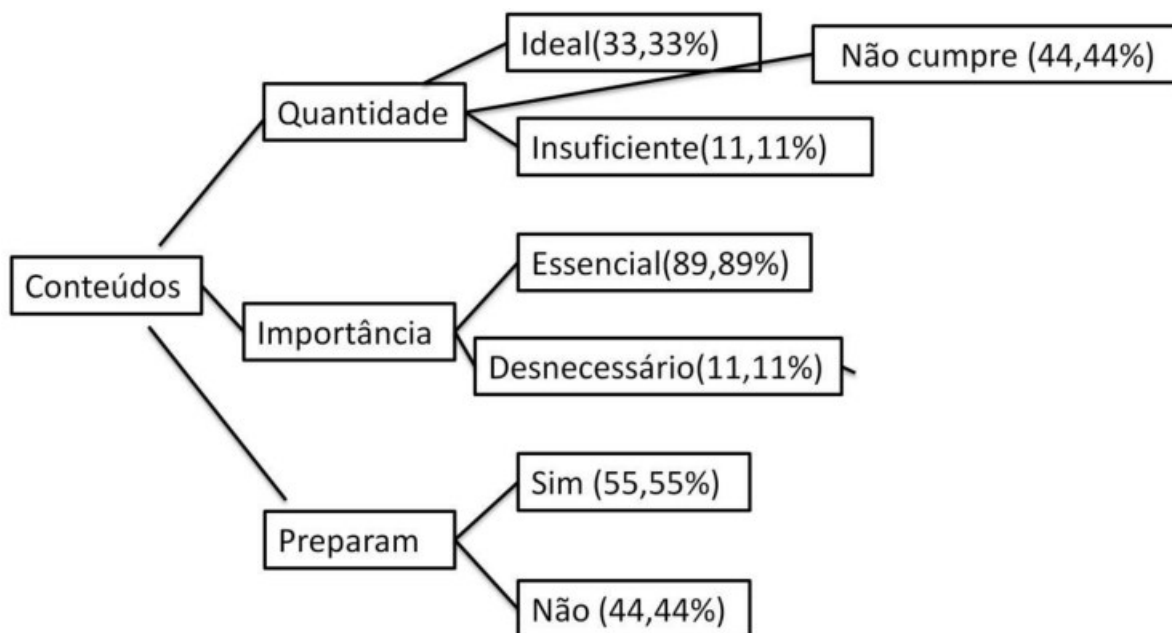 Ideal(33,33%)
Não cumpre (44,44%)
Quantidade
Insuficiente(11,11%)
Essencial(89,89%)
Conteúdos
Importância
Desnecessário(11,11%)
Sim (55,55%)
Preparam
Não (44,44%)